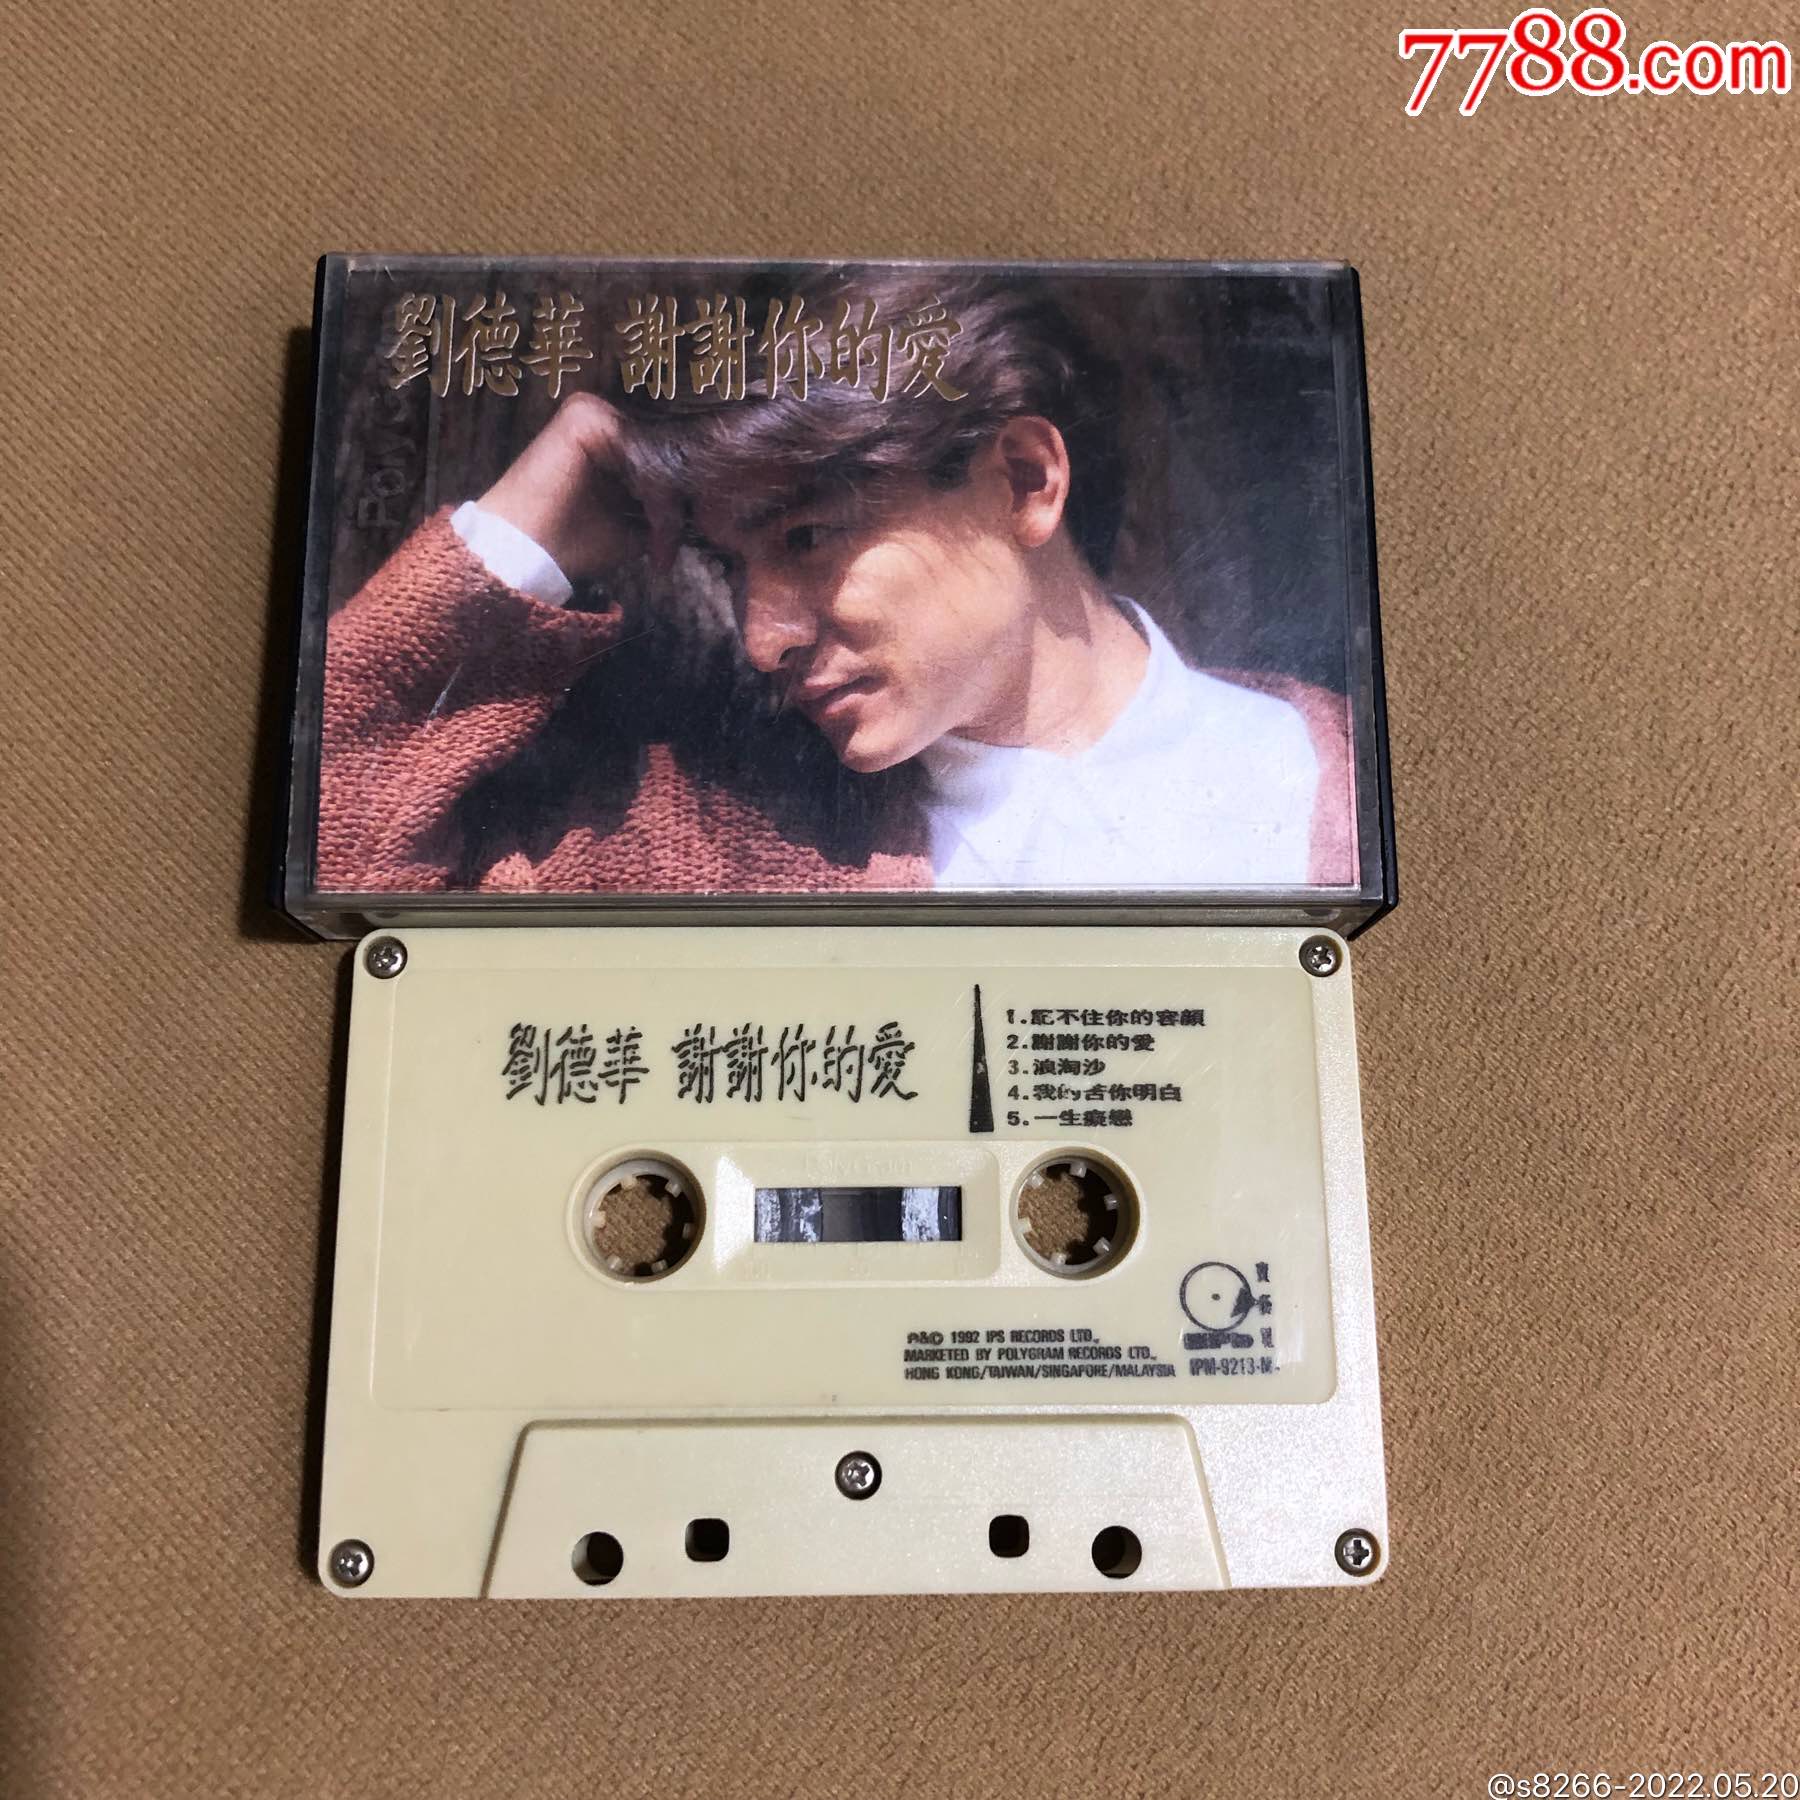 7788.com
劉德華 謝謝你的愛
劉德華 謝謝你的愛
1.記不住你的容顏
2.謝謝你的愛
3.浪淘沙
4.我的苦你明白
5.一生癡戀
PolyGram
寶藝星
P&© 1992 IPS RECORDS LTD.,
MARKETED BY POLYGRAM RECORDS LTD.,
HONG KONG/TAIWAN/SINGAPORE/MALAYSIA
IPM-9213-M
@s8266-2022.05.20